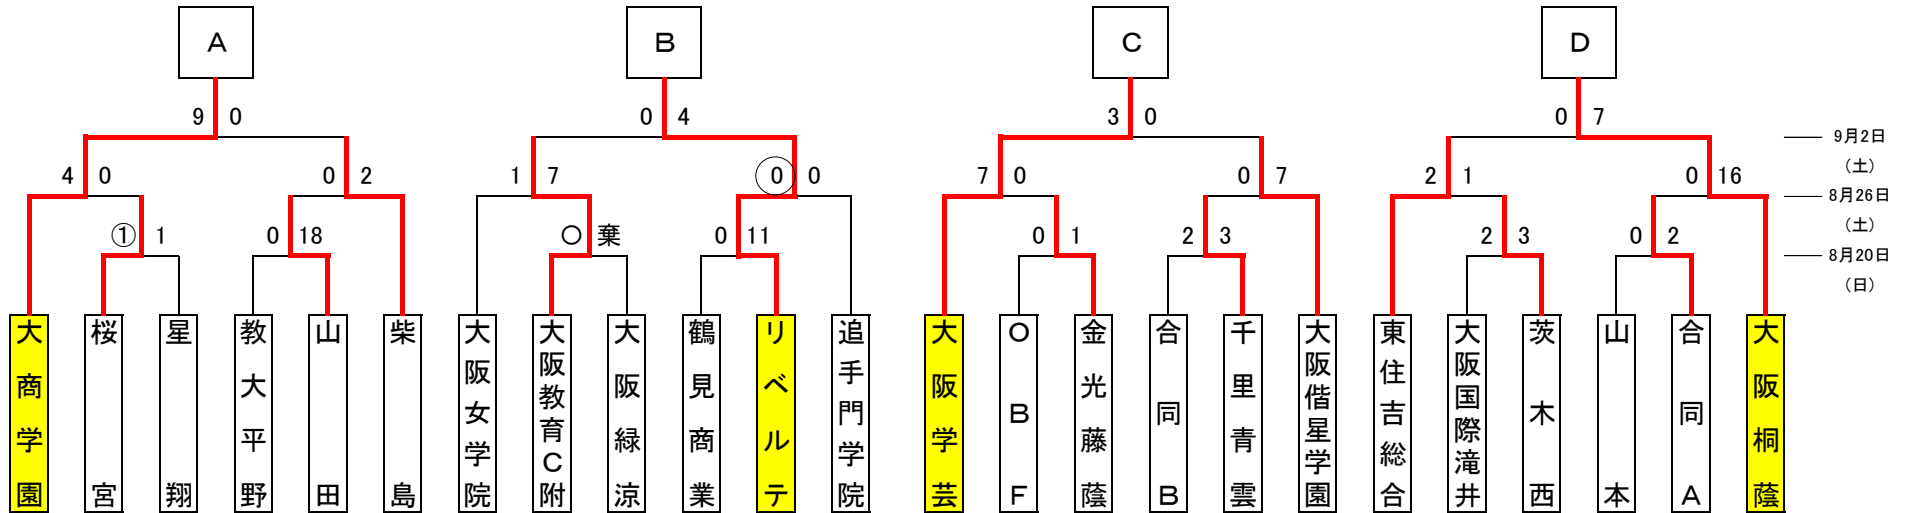 A
B
C
D
9 0
0 4
3 0
0 7
9月2日
(土)
4 0
0 2
1 7
0 0
7 0
0 7
2 1
0 16
8月26日
(土)
① 1
0 18
〇 棄
0 11
0 1
2 3
2 3
0 2
8月20日
(日)
大商学園
桜宮
星翔
教大平野
山田
柴島
大阪女学院
大阪教育C附
大阪緑涼
鶴見商業
リベルテ
追手門学院
大阪学芸
OBF
金光藤蔭
合同B
千里青雲
大阪偕星学園
東住吉総合
大阪国際滝井
茨木西
山本
合同A
大阪桐蔭